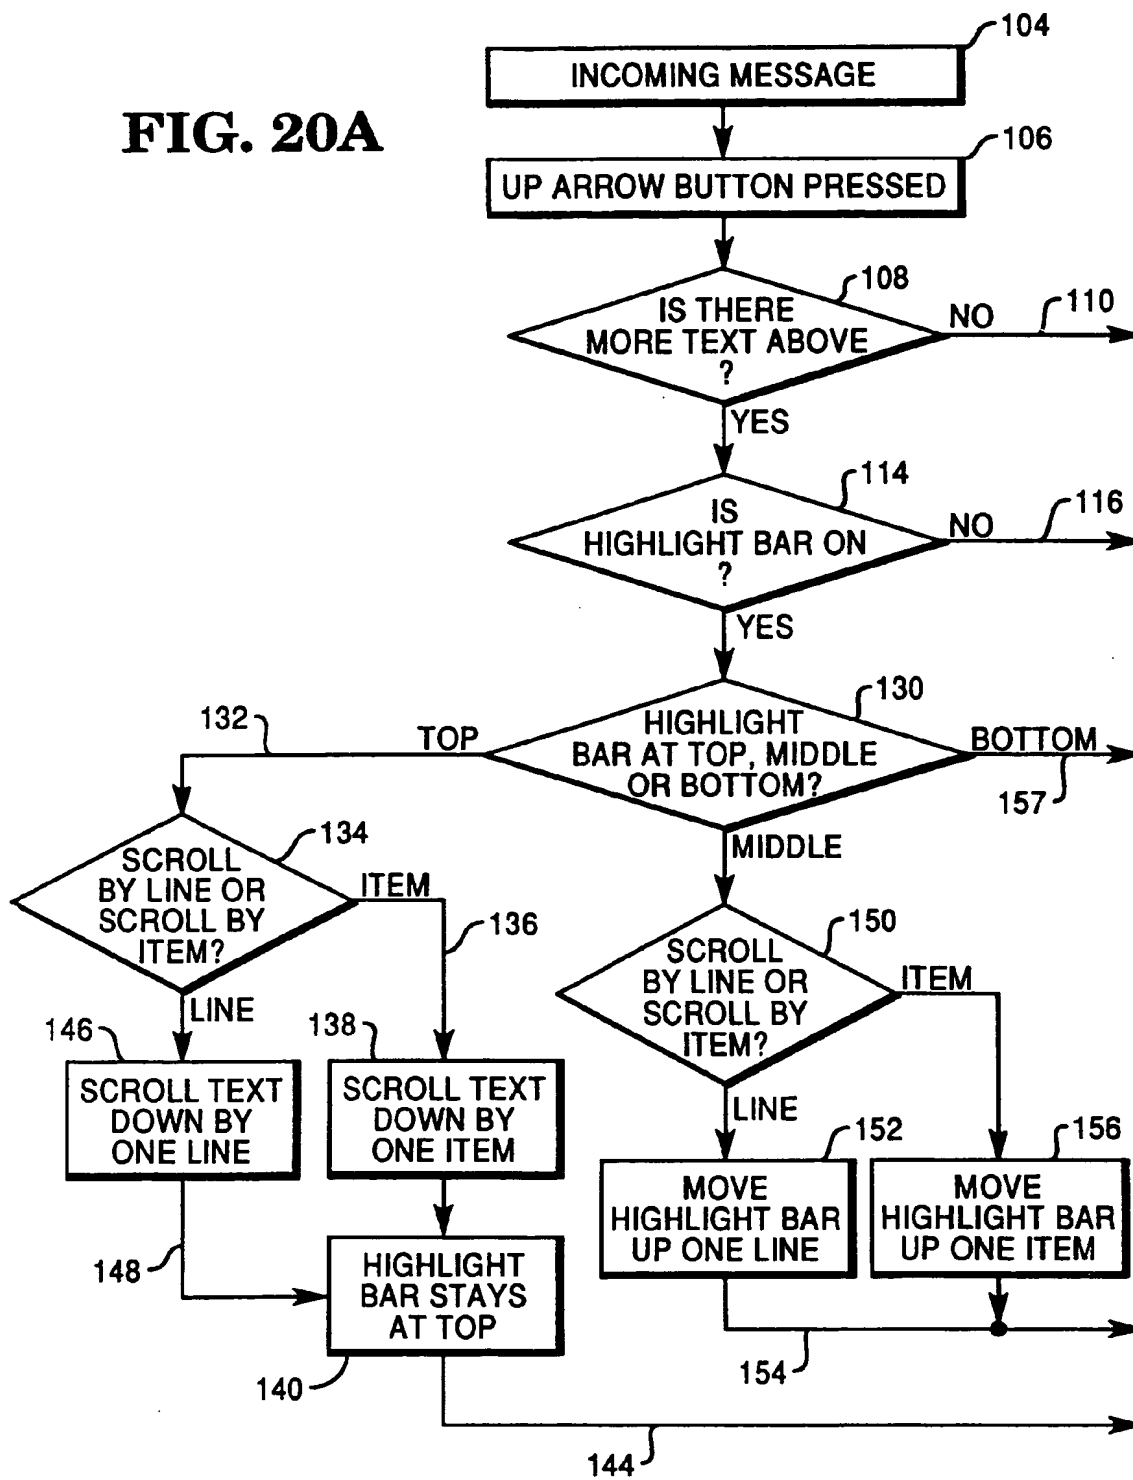 104
INCOMING MESSAGE
FIG. 20A
106
UP ARROW BUTTON PRESSED
108
IS THERE
MORE TEXT ABOVE
?
NO
110
YES
114
IS
HIGHLIGHT BAR ON
?
NO
116
YES
130
HIGHLIGHT
BAR AT TOP, MIDDLE
OR BOTTOM?
132
TOP
BOTTOM
157
MIDDLE
134
SCROLL
BY LINE OR
SCROLL BY
ITEM?
ITEM
136
LINE
150
SCROLL
BY LINE OR
SCROLL BY
ITEM?
ITEM
LINE
146
SCROLL TEXT
DOWN BY
ONE LINE
138
SCROLL TEXT
DOWN BY
ONE ITEM
152
MOVE
HIGHLIGHT BAR
UP ONE LINE
156
MOVE
HIGHLIGHT BAR
UP ONE ITEM
148
HIGHLIGHT
BAR STAYS
AT TOP
140
154
144